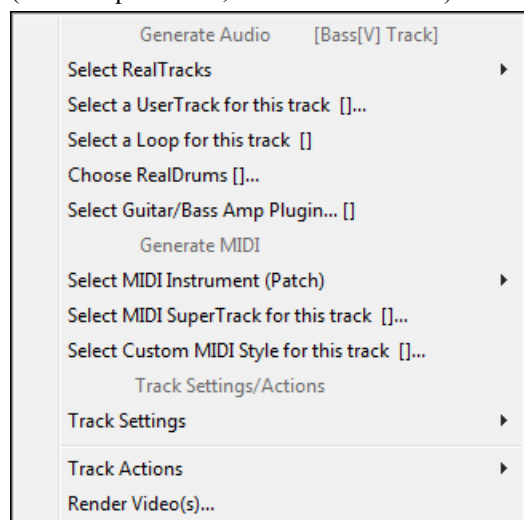 Generate Audio [Bass[V] Track]
Select RealTracks
Select a UserTrack for this track []...
Select a Loop for this track []
Choose RealDrums []...
Select Guitar/Bass Amp Plugin... []
Generate MIDI
Select MIDI Instrument (Patch)
Select MIDI SuperTrack for this track []...
Select Custom MIDI Style for this track []...
Track Settings/Actions
Track Settings
Track Actions
Render Video(s)...